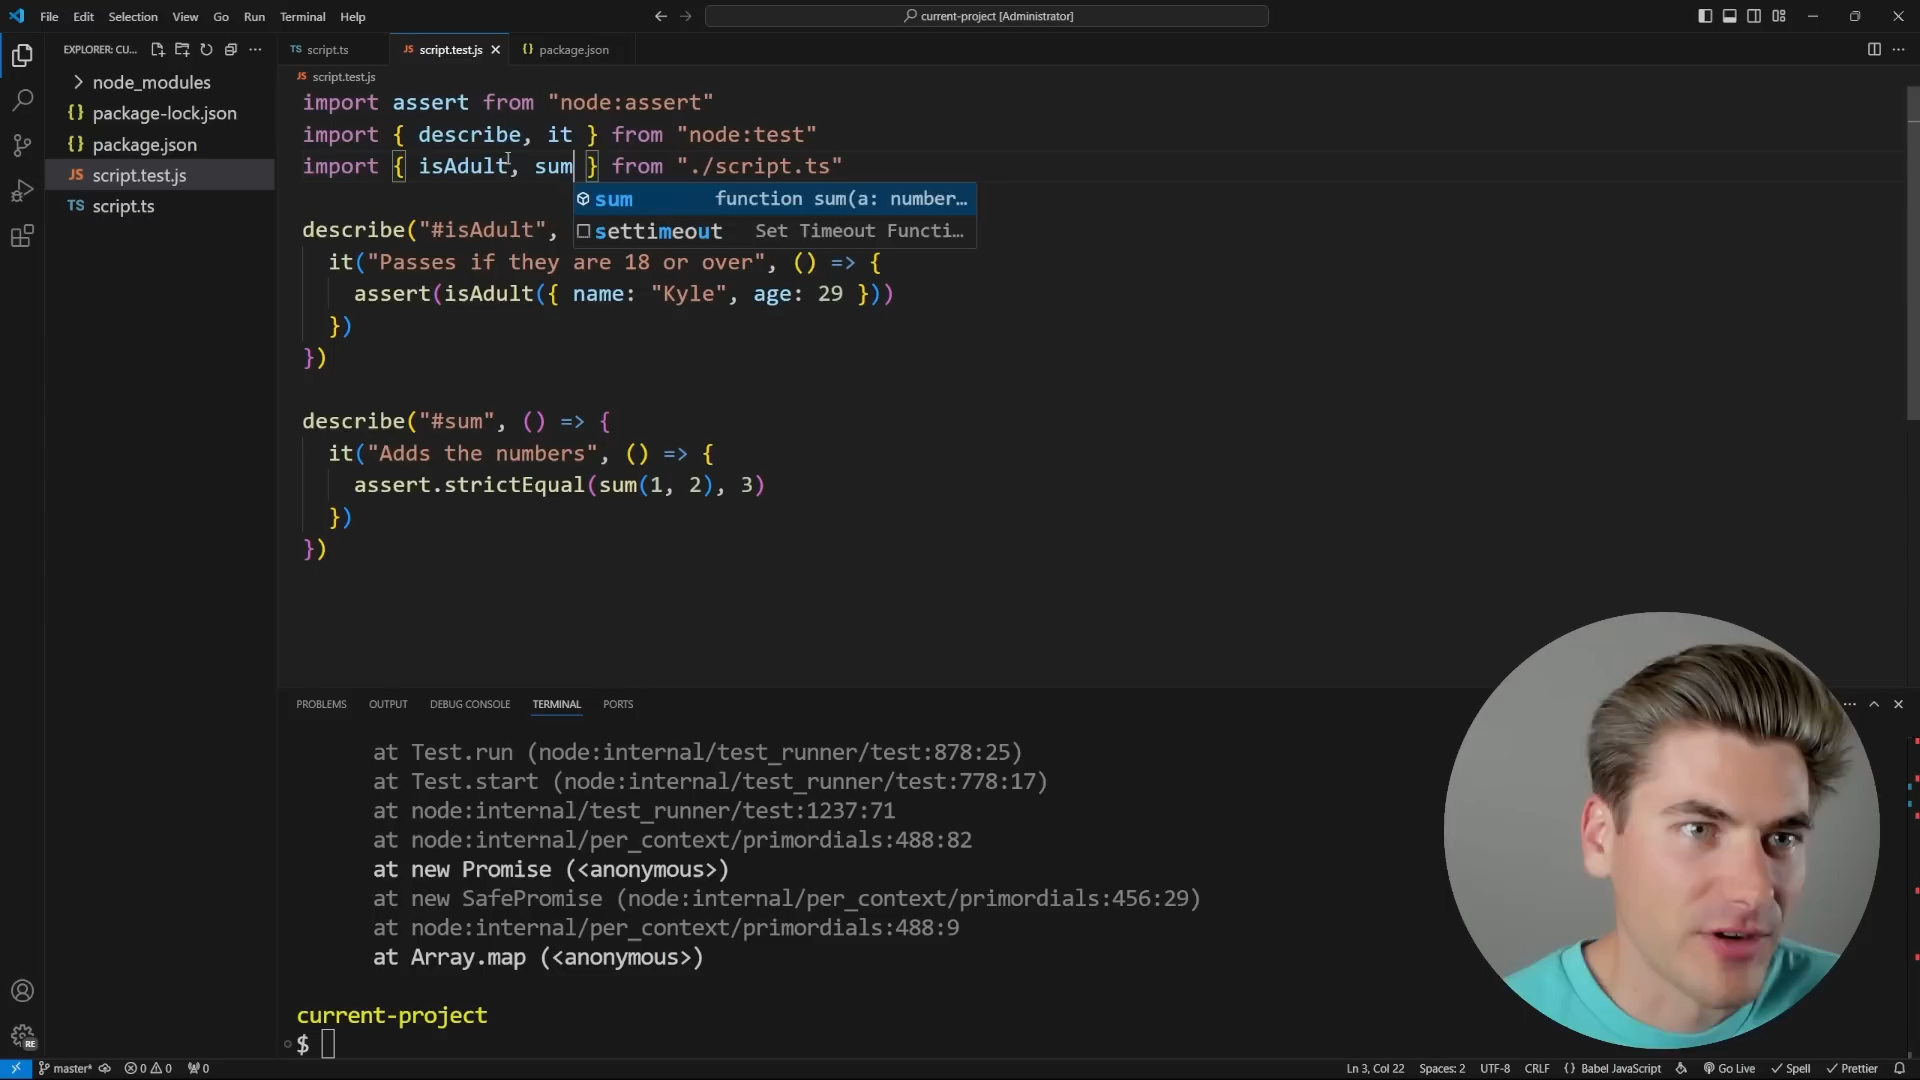 File Edit Selection View Go Run Terminal Help
current-project [Administrator]
EXPLORER: CU...
script.ts
script.test.js
package.json
node_modules
package-lock.json
package.json
script.test.js
script.ts
script.test.js
import assert from "node:assert"
import { describe, it } from "node:test"
import { isAdult, sum } from "./script.ts"
sum function sum(a: number...
settimeout Set Timeout Functi...
describe("#isAdult",
it("Passes if they are 18 or over", () => {
assert(isAdult({ name: "Kyle", age: 29 }))
})
})
describe("#sum", () => {
it("Adds the numbers", () => {
assert.strictEqual(sum(1, 2), 3)
})
})
PROBLEMS OUTPUT DEBUG CONSOLE TERMINAL PORTS
at Test.run (node:internal/test_runner/test:878:25)
at Test.start (node:internal/test_runner/test:778:17)
at node:internal/test_runner/test:1237:71
at node:internal/per_context/primordials:488:82
at new Promise (<anonymous>)
at new SafePromise (node:internal/per_context/primordials:456:29)
at node:internal/per_context/primordials:488:9
at Array.map (<anonymous>)
current-project
$
RE
master* 0 0 0 Ln 3, Col 22 Spaces: 2 UTF-8 CRLF {} Babel JavaScript Go Live Spell Prettier